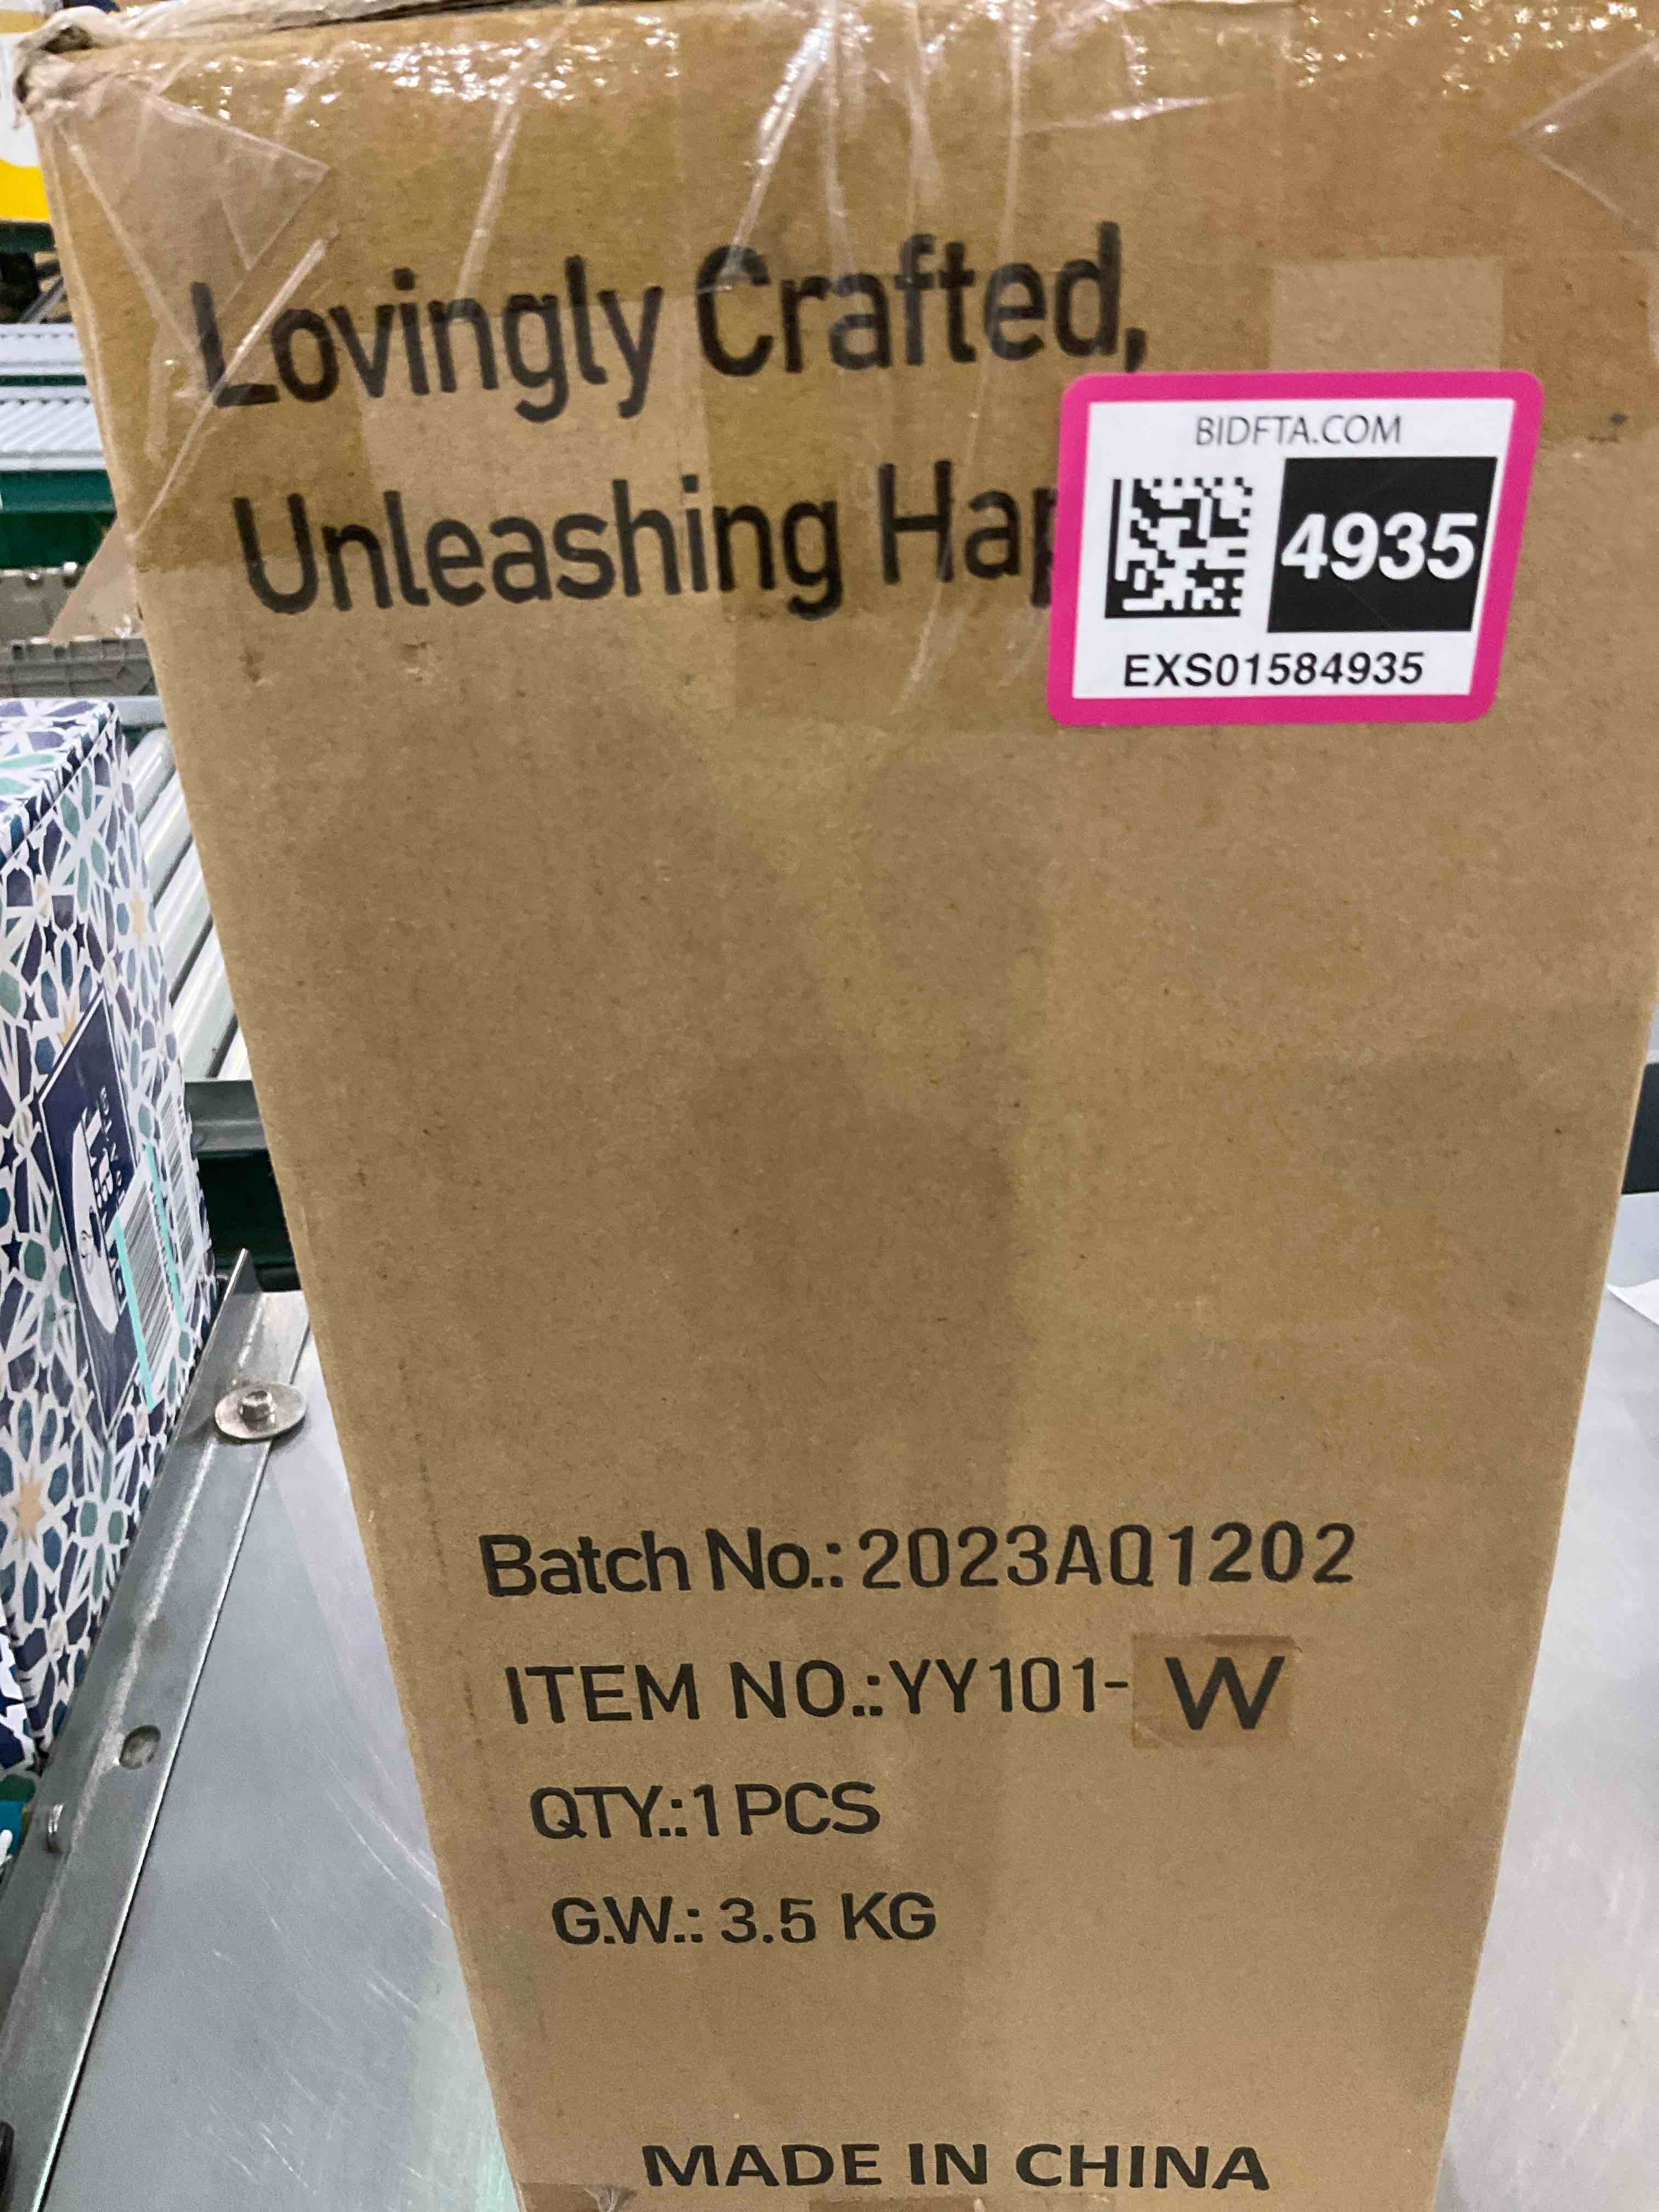 Lovingly Crafted,
Unleashing Hap
BIDFTA.COM
4935
EXS01584935
Batch No.: 2023AQ1202
ITEM NO.:YY101- W
QTY.:1PCS
G.W.: 3.5 KG
MADE IN CHINA